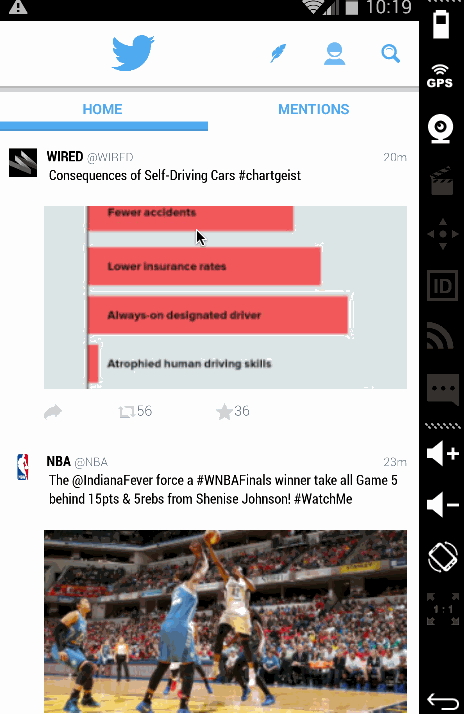 10:19
GPS
HOME
MENTIONS
WIRED @WIRED
20m
Consequences of Self-Driving Cars #chartgeist
Fewer accidents
Lower insurance rates
Always-on designated driver
Atrophied human driving skills
56
36
ID
NBA @NBA
23m
The @IndianaFever force a #WNBAFinals winner take all Game 5
behind 15pts & 5rebs from Shenise Johnson! #WatchMe
1:1